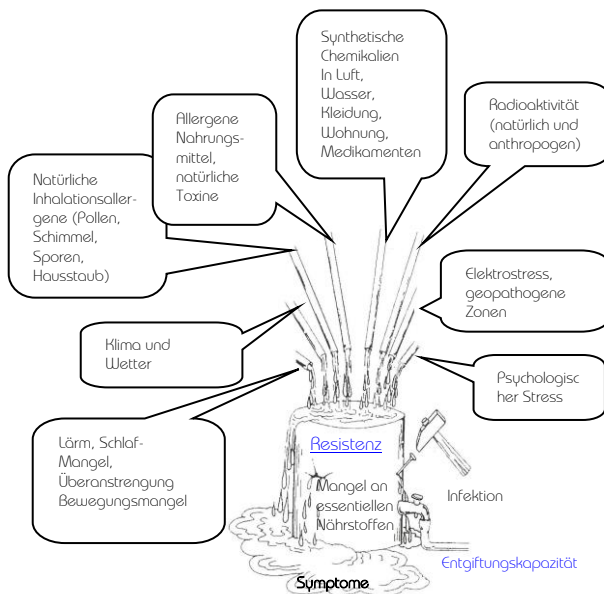 Synthetische
Chemikalien
In Luft,
Wasser,
Kleidung,
Wohnung,
Medikamenten
Radioaktivität
(natürlich und
anthropogen)
Allergene
Nahrungs-
mittel,
natürliche
Toxine
Natürliche
Inhalationsaller-
gene (Pollen,
Schimmel,
Sporen,
Hausstaub)
Elektrostress,
geopathogene
Zonen
Klima und
Wetter
Psychologisc
her Stress
Lärm, Schlaf-
Mangel,
Überanstrengung
Bewegungsmangel
Resistenz
Mangel an
essentiellen
Nährstoffen
Infektion
Entgiftungskapazität
Symptome